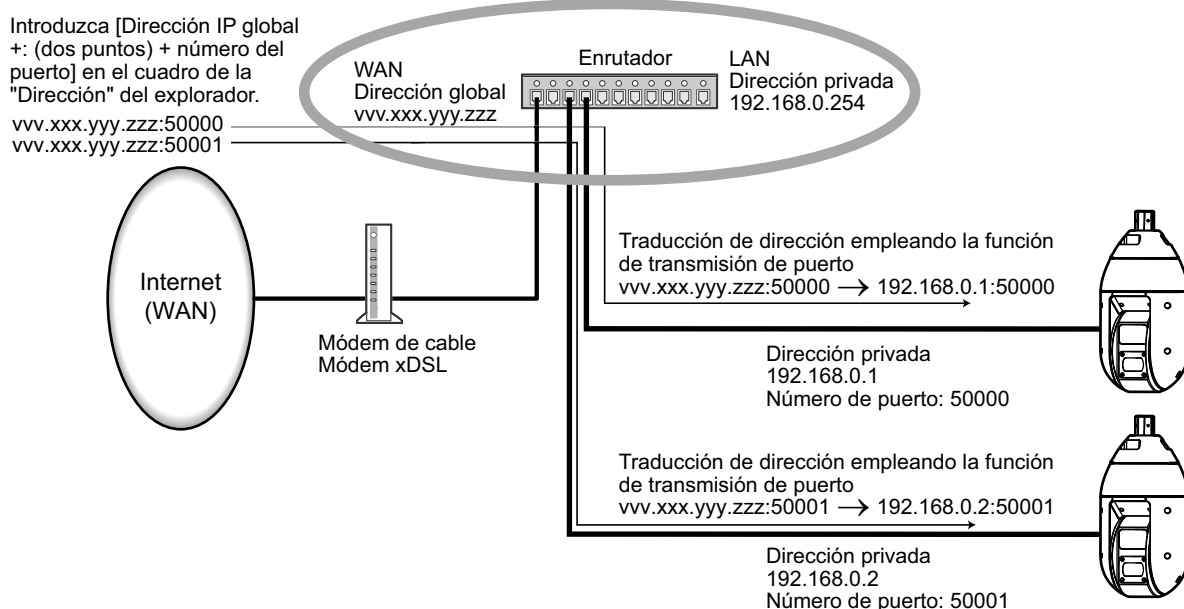 Introduzca [Dirección IP global
+: (dos puntos) + número del
puerto] en el cuadro de la
"Dirección" del explorador.
vvv.xxx.yyy.zzz:50000
vvv.xxx.yyy.zzz:50001
WAN
Dirección global
vvv.xxx.yyy.zzz
Enrutador
LAN
Dirección privada
192.168.0.254
Internet
(WAN)
Módem de cable
Módem xDSL
Traducción de dirección empleando la función
de transmisión de puerto
vvv.xxx.yyy.zzz:50000 → 192.168.0.1:50000
Dirección privada
192.168.0.1
Número de puerto: 50000
Traducción de dirección empleando la función
de transmisión de puerto
vvv.xxx.yyy.zzz:50001 → 192.168.0.2:50001
Dirección privada
192.168.0.2
Número de puerto: 50001